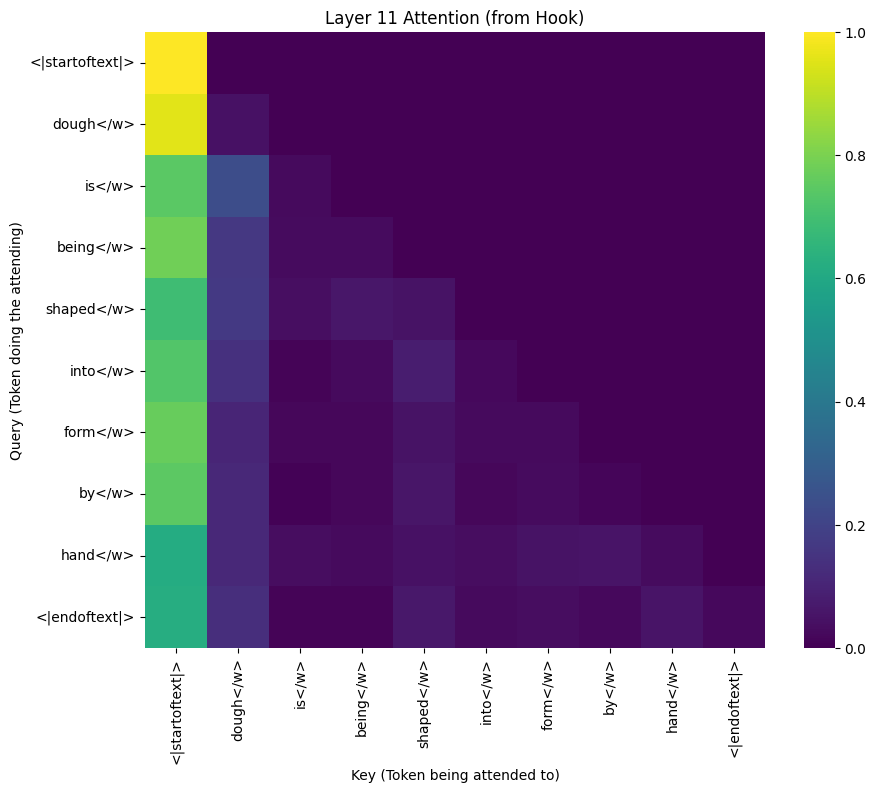 Layer 11 Attention (from Hook)
<|startoftext|>
dough</w>
is</w>
being</w>
shaped</w>
into</w>
form</w>
by</w>
hand</w>
<|endoftext|>
Query (Token doing the attending)
<|startoftext|>
dough</w>
is</w>
being</w>
shaped</w>
into</w>
form</w>
by</w>
hand</w>
<|endoftext|>
Key (Token being attended to)
1.0
0.8
0.6
0.4
0.2
0.0